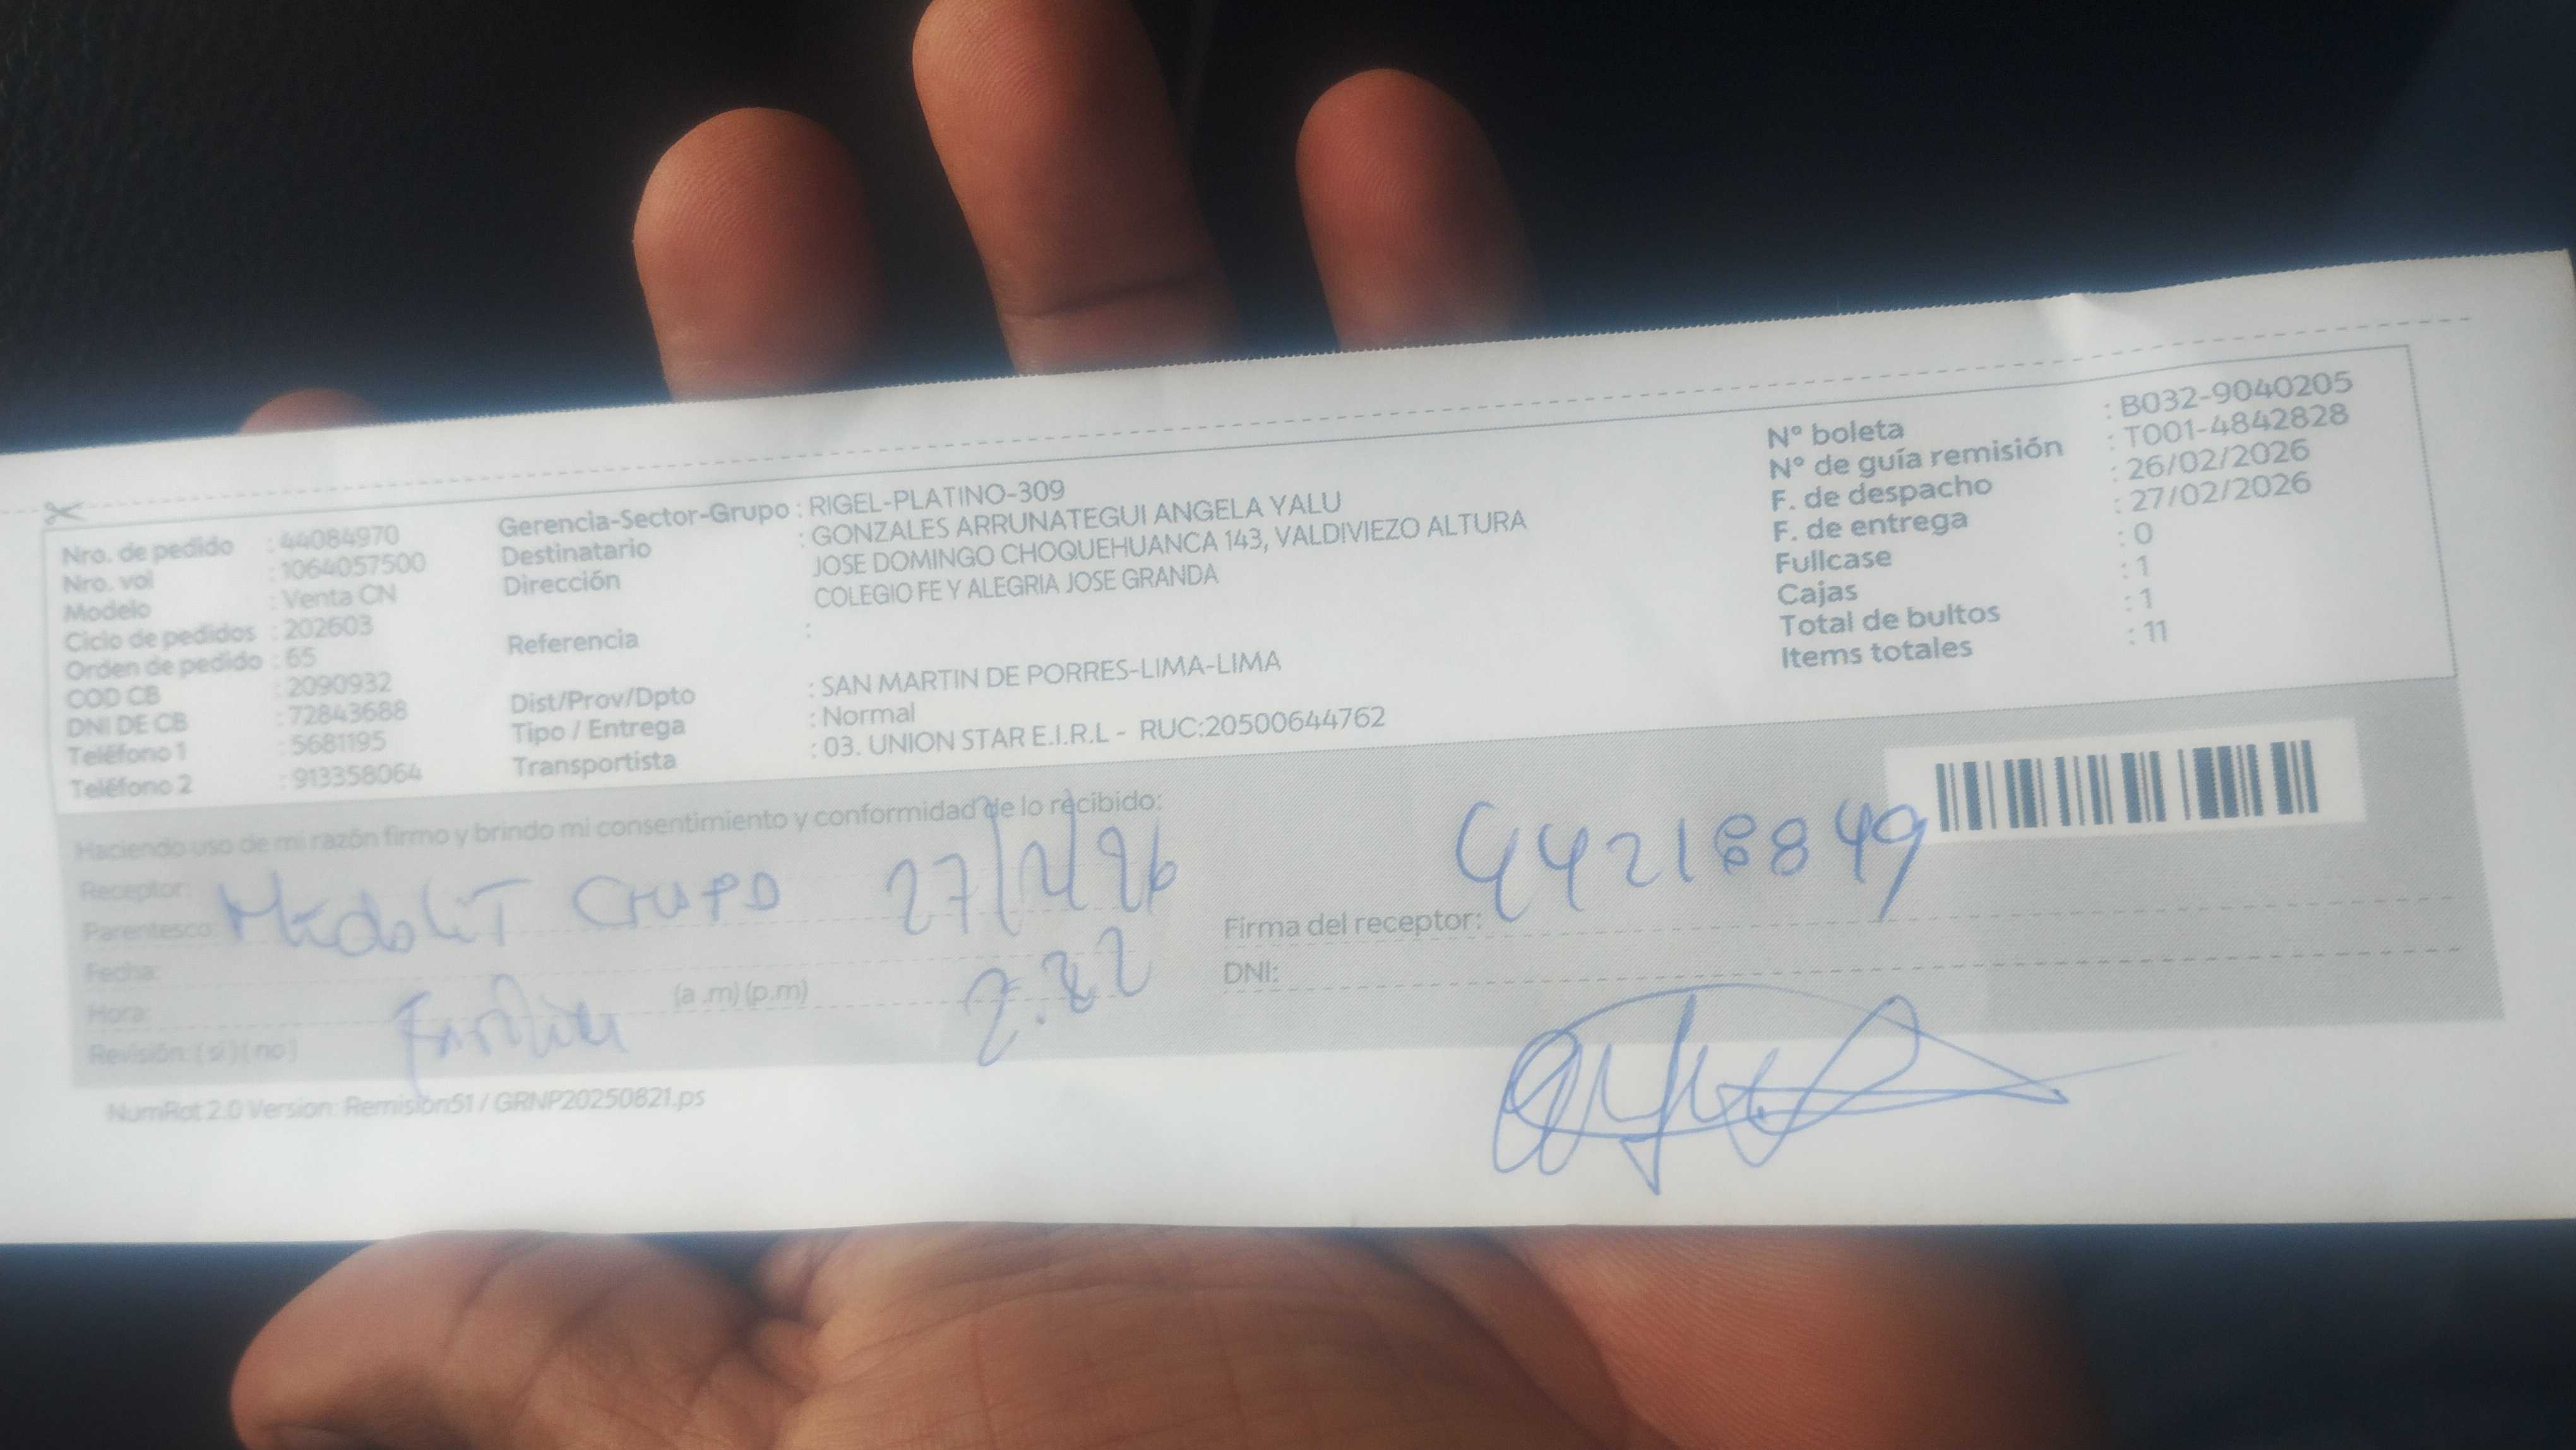 Nro. de pedido : 44084970
Nro. vol : 1064057500
Modelo : Venta CN
Ciclo de pedidos : 202603
Orden de pedido : 65
COD CB : 2090932
DNI DE CB : 72843688
Teléfono 1 : 5681195
Teléfono 2 : 913358064
Gerencia-Sector-Grupo : RIGEL-PLATINO-309
Destinatario : GONZALES ARRUNATEGUI ANGELA YALU
Dirección : JOSE DOMINGO CHOQUEHUANCA 143, VALDIVIEZO ALTURA
COLEGIO FE Y ALEGRIA JOSE GRANDA
Referencia :
Dist/Prov/Dpto : SAN MARTIN DE PORRES-LIMA-LIMA
Tipo / Entrega : Normal
Transportista : 03. UNION STAR E.I.R.L - RUC:20500644762
N° boleta : B032-9040205
N° de guía remisión : T001-4842828
F. de despacho : 26/02/2026
F. de entrega : 27/02/2026
Fullcase : 0
Cajas : 1
Total de bultos : 1
Items totales : 11
Haciendo uso de mi razón firmo y brindo mi consentimiento y conformidad de lo recibido:
Receptor:
Parentesco:
27/2/26
Fecha:
Hora: (a .m) (p.m)
Revisión: ( si ) ( no )
Firma del receptor: 44218849
DNI:
NumRot 2.0 Version: Remisión51 / GRNP20250821.ps